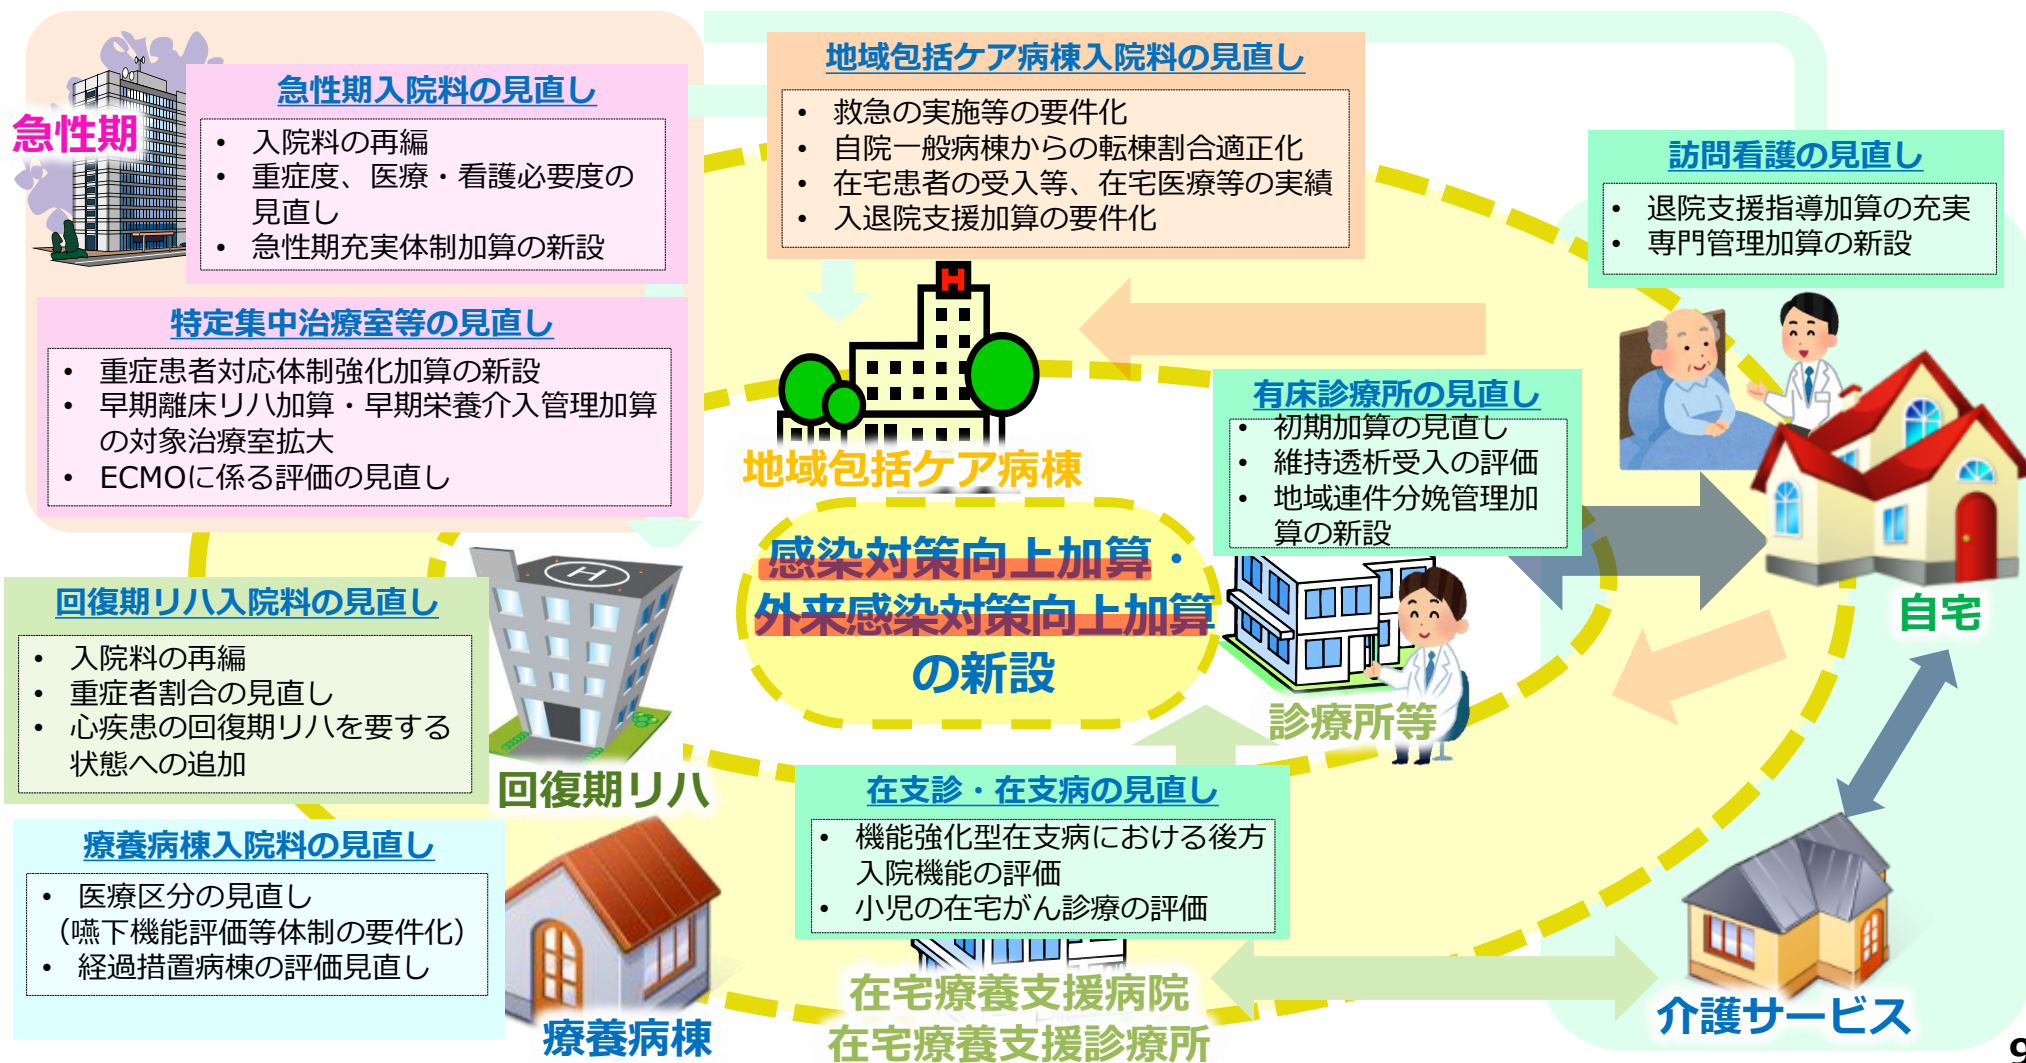 急性期
急性期入院料の見直し
• 入院料の再編
• 重症度、医療・看護必要度の
見直し
• 急性期充実体制加算の新設
特定集中治療室等の見直し
• 重症患者対応体制強化加算の新設
• 早期離床リハ加算・早期栄養介入管理加算
の対象治療室拡大
• ECMOに係る評価の見直し
地域包括ケア病棟入院料の見直し
• 救急の実施等の要件化
• 自院一般病棟からの転棟割合適正化
• 在宅患者の受入等、在宅医療等の実績
• 入退院支援加算の要件化
H
地域包括ケア病棟
訪問看護の見直し
• 退院支援指導加算の充実
• 専門管理加算の新設
有床診療所の見直し
• 初期加算の見直し
• 維持透析受入の評価
• 地域連件分娩管理加
算の新設
自宅
感染対策向上加算・
外来感染対策向上加算
の新設
診療所等
回復期リハ入院料の見直し
• 入院料の再編
• 重症者割合の見直し
• 心疾患の回復期リハを要する
状態への追加
H
回復期リハ
療養病棟入院料の見直し
• 医療区分の見直し
（嚥下機能評価等体制の要件化）
• 経過措置病棟の評価見直し
療養病棟
在支診・在支病の見直し
• 機能強化型在支病における後方
入院機能の評価
• 小児の在宅がん診療の評価
在宅療養支援病院
在宅療養支援診療所
介護サービス